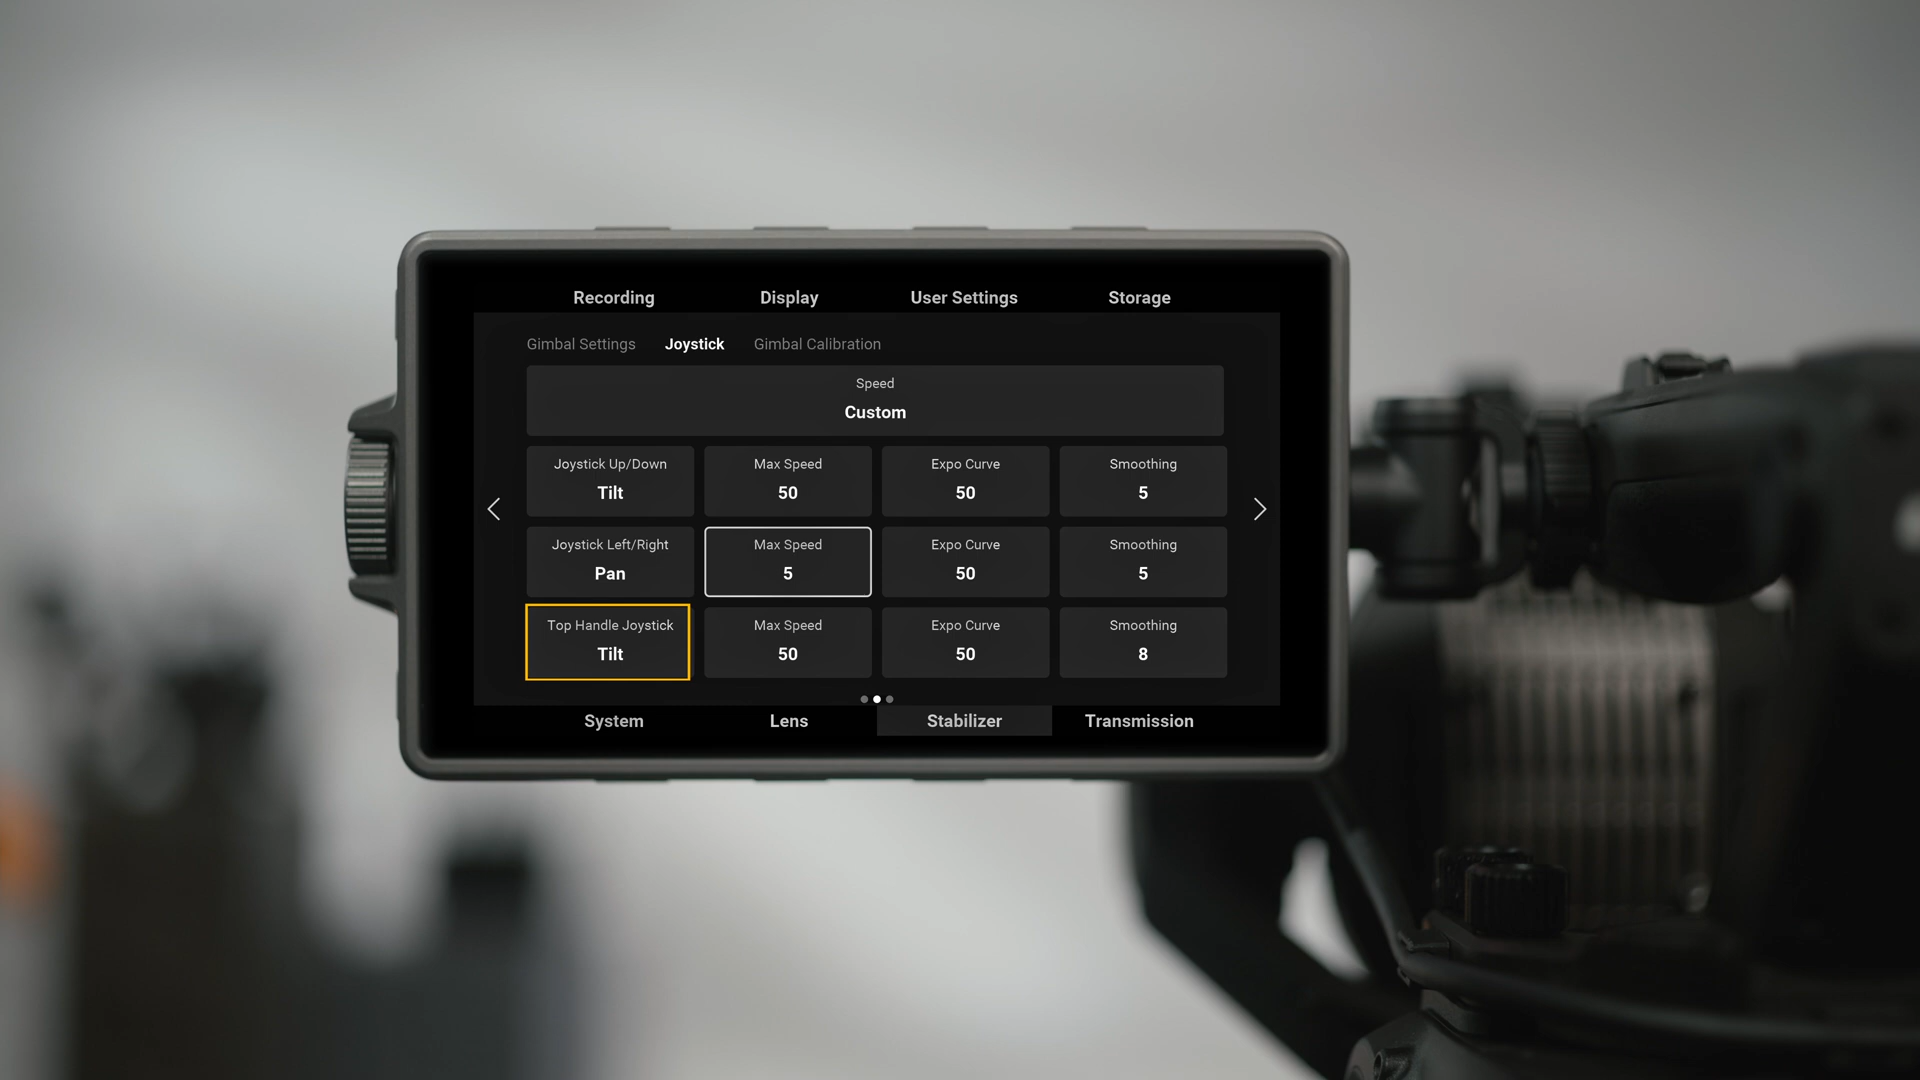 Recording Display User Settings Storage
Gimbal Settings Joystick Gimbal Calibration
Speed
Custom
Joystick Up/Down Max Speed Expo Curve Smoothing
Tilt 50 50 5
Joystick Left/Right Max Speed Expo Curve Smoothing
Pan 5 50 5
Top Handle Joystick Max Speed Expo Curve Smoothing
Tilt 50 50 8
System Lens Stabilizer Transmission